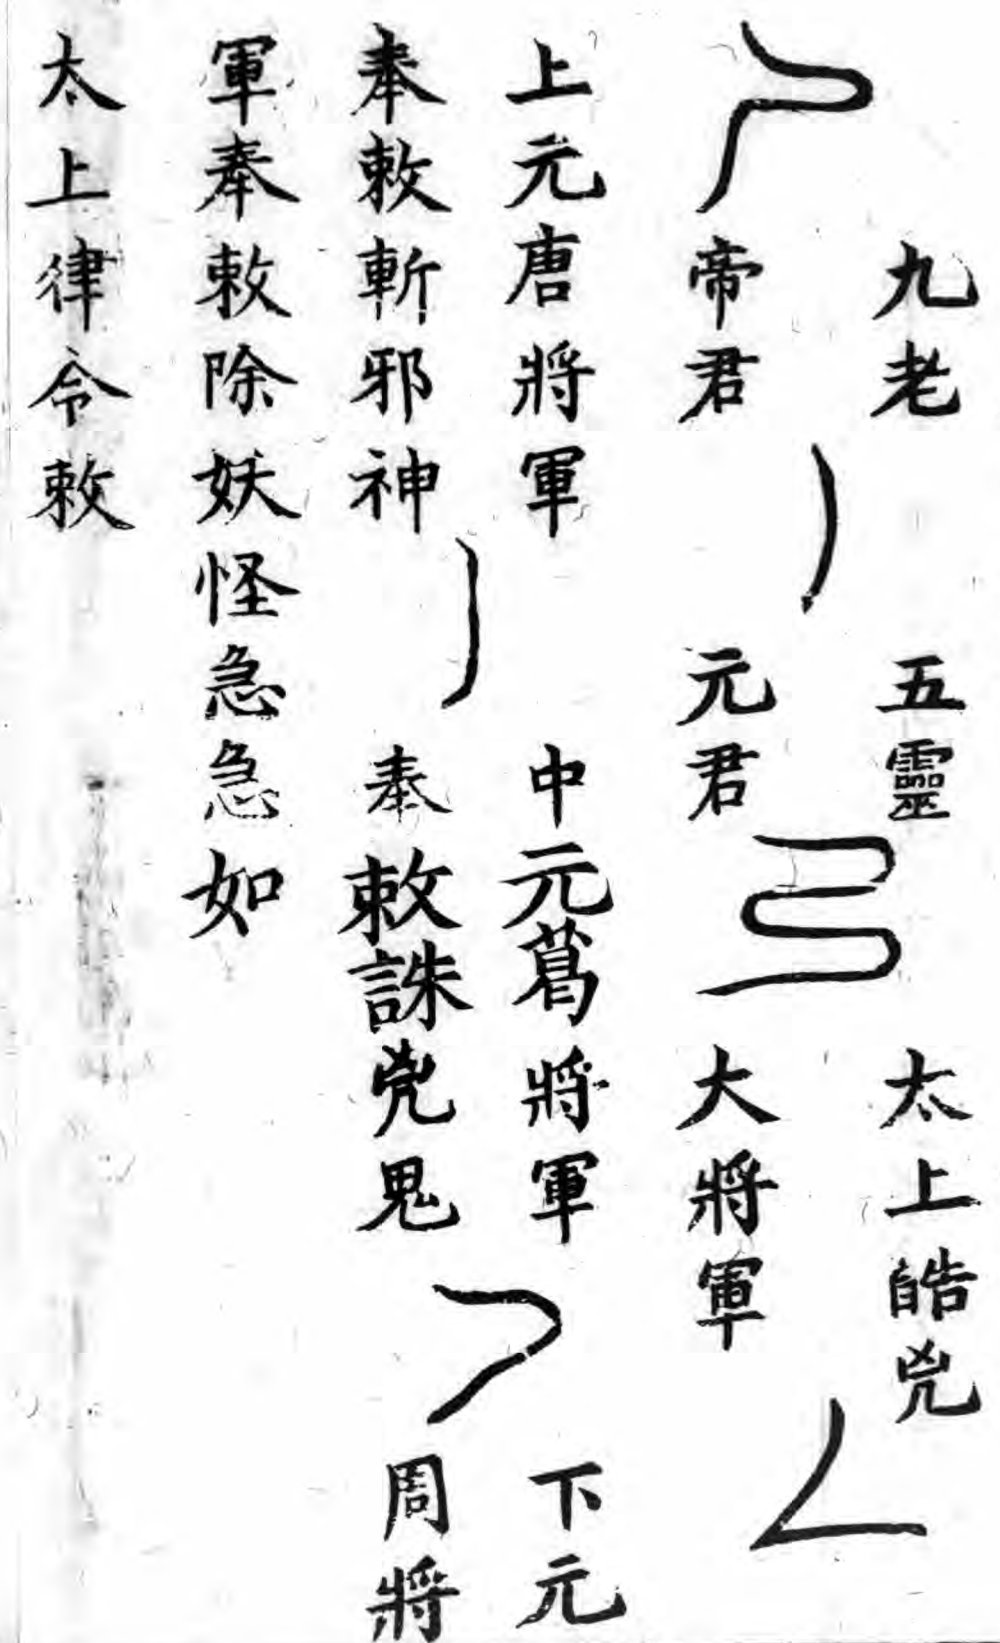 九老
帝君
五靈
元君
太上皓兇
大將軍
上元唐將軍
奉敕斬邪神
中元葛將軍
奉敕誅兇鬼
下元
周將
軍奉敕除妖怪急急如
太上律令敕